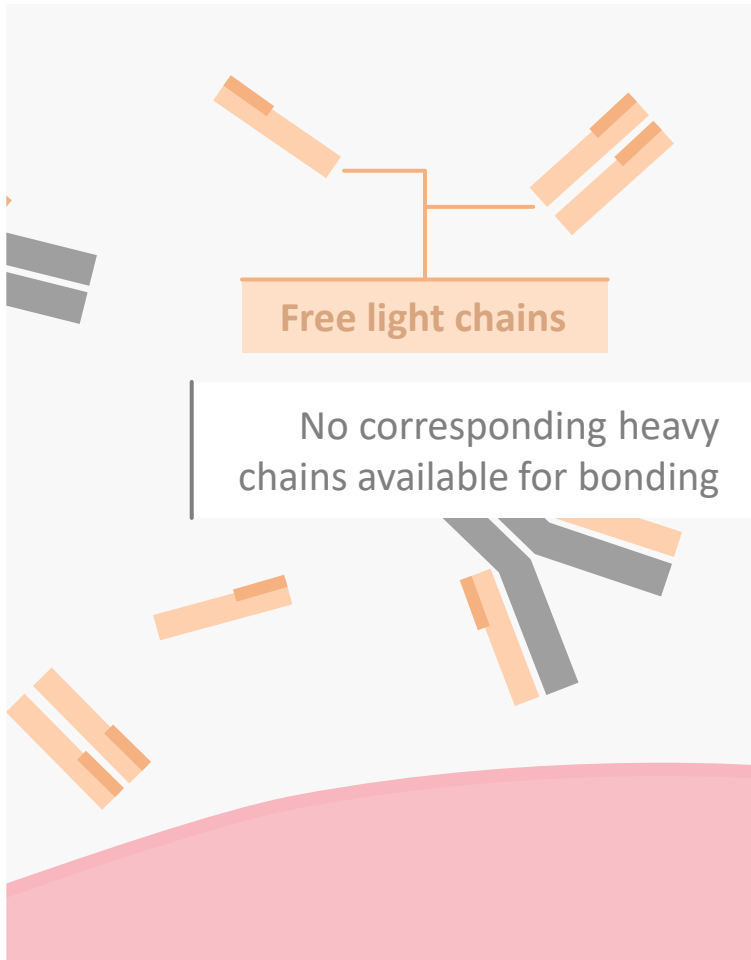 Free light chains
No corresponding heavy
chains available for bonding